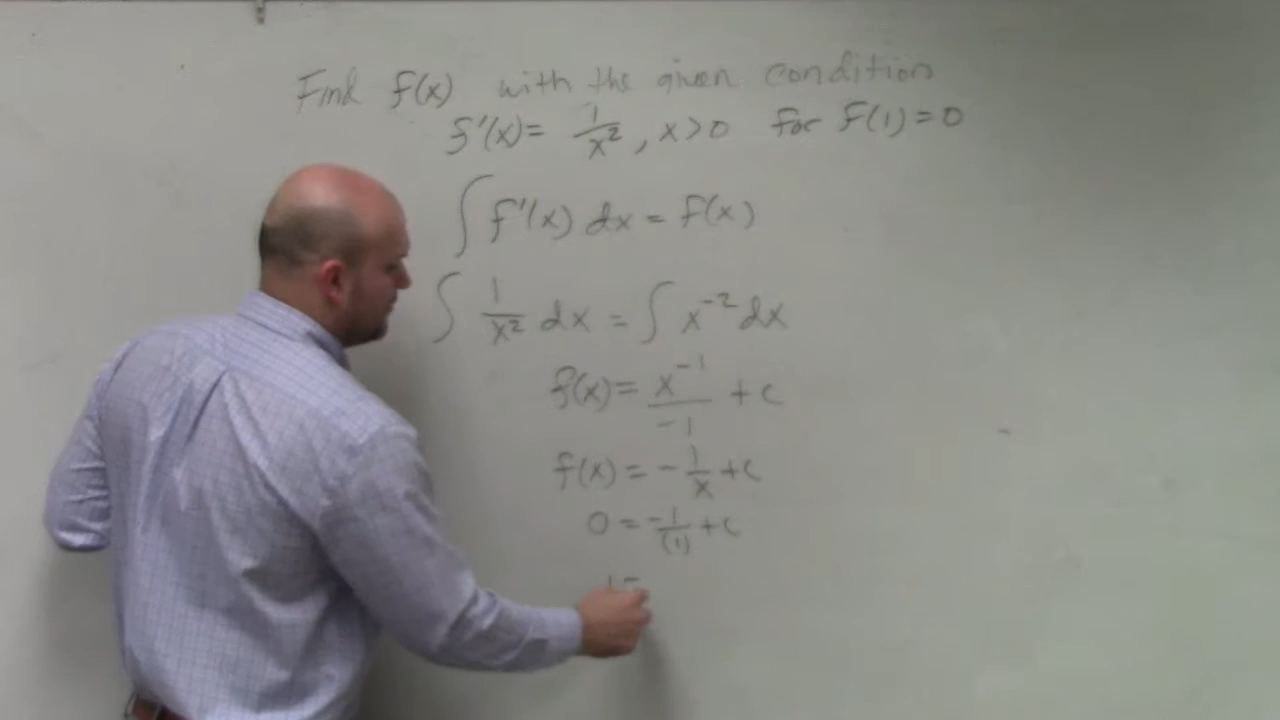 Find f(x) with the given condition
f'(x) = 1/x², x>0 for f(1)=0
∫ f'(x) dx = f(x)
∫ 1/x² dx = ∫ x⁻² dx
f(x) = x⁻¹/-1 + c
f(x) = -1/x + c
0 = -1/(1) + c
1 =